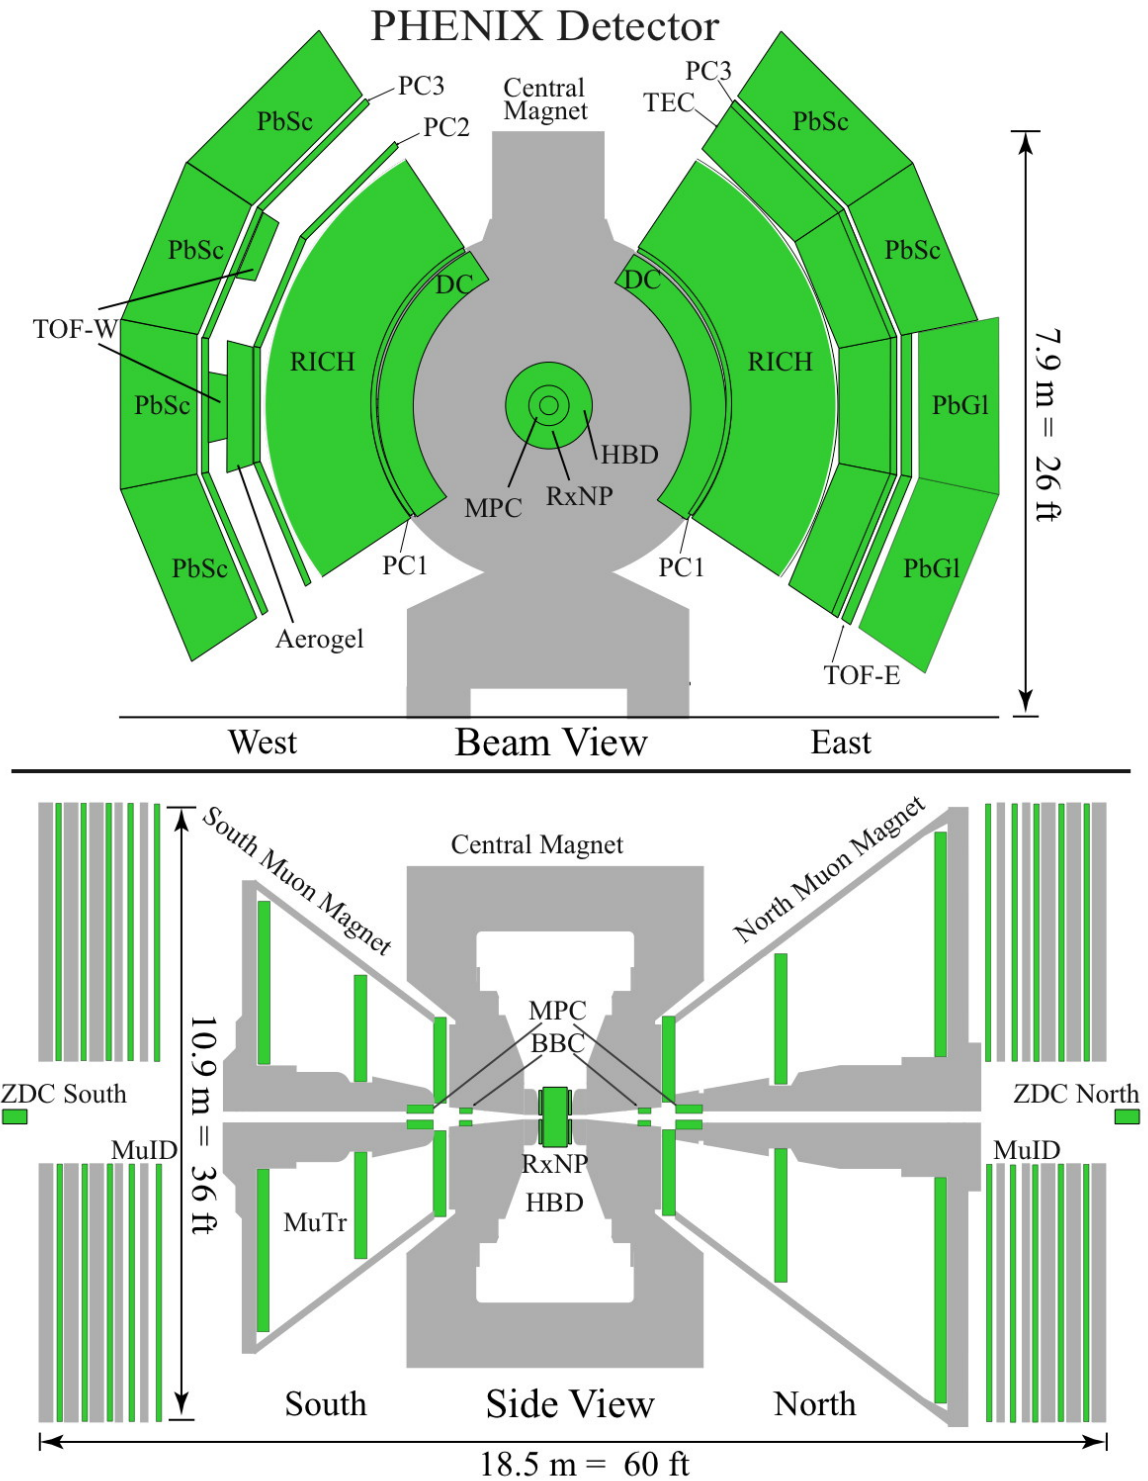 PHENIX Detector
Central
Magnet
PC3
PC2
PC3
TEC
PbSc
PbSc
PbSc
PbSc
DC
DC
TOF-W
RICH
RICH
PbSc
PbGl
HBD
RxNP
MPC
PbSc
PC1
PC1
PbGl
Aerogel
TOF-E
7.9 m = 26 ft
West
Beam View
East
South Muon Magnet
Central Magnet
North Muon Magnet
MPC
BBC
ZDC South
ZDC North
10.9 m = 36 ft
MuID
MuID
RxNP
HBD
MuTr
South
Side View
North
18.5 m = 60 ft